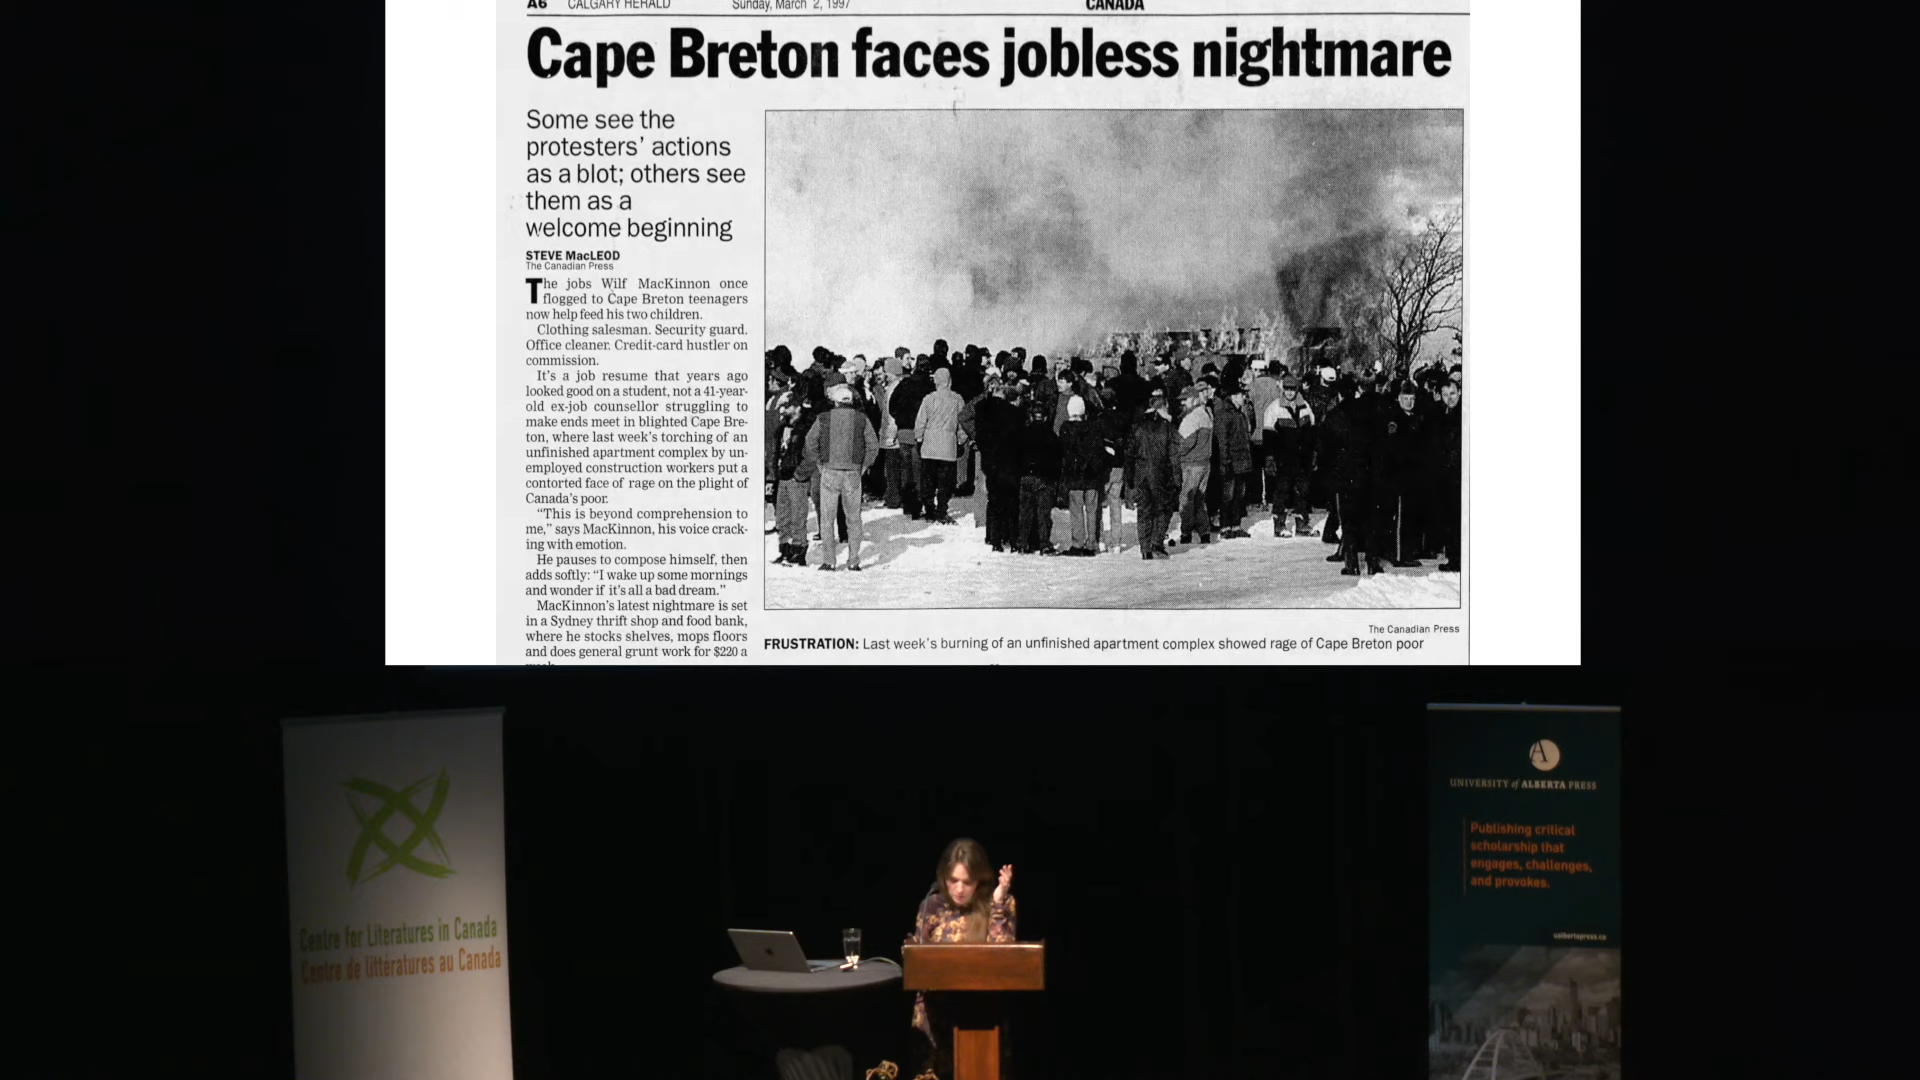 A6 CALGARY HERALD Sunday, March 2, 1997 CANADA
Cape Breton faces jobless nightmare
Some see the
protesters' actions
as a blot; others see
them as a
welcome beginning
STEVE MacLEOD
The Canadian Press
The jobs Wilf MacKinnon once
flogged to Cape Breton teenagers
now help feed his two children.
Clothing salesman. Security guard.
Office cleaner. Credit-card hustler on
commission.
It's a job resume that years ago
looked good on a student, not a 41-year-
old ex-job counsellor struggling to
make ends meet in blighted Cape Bre-
ton, where last week's torching of an
unfinished apartment complex by un-
employed construction workers put a
contorted face of rage on the plight of
Canada's poor.
"This is beyond comprehension to
me," says MacKinnon, his voice crack-
ing with emotion.
He pauses to compose himself, then
adds softly: "I wake up some mornings
and wonder if it's all a bad dream."
MacKinnon's latest nightmare is set
in a Sydney thrift shop and food bank,
where he stocks shelves, mops floors
and does general grunt work for $220 a
The Canadian Press
FRUSTRATION: Last week's burning of an unfinished apartment complex showed rage of Cape Breton poor
Centre for Literatures in Canada
Centre de littératures au Canada
A
UNIVERSITY of ALBERTA PRESS
Publishing critical
scholarship that
engages, challenges,
and provokes.
ualbertapress.ca